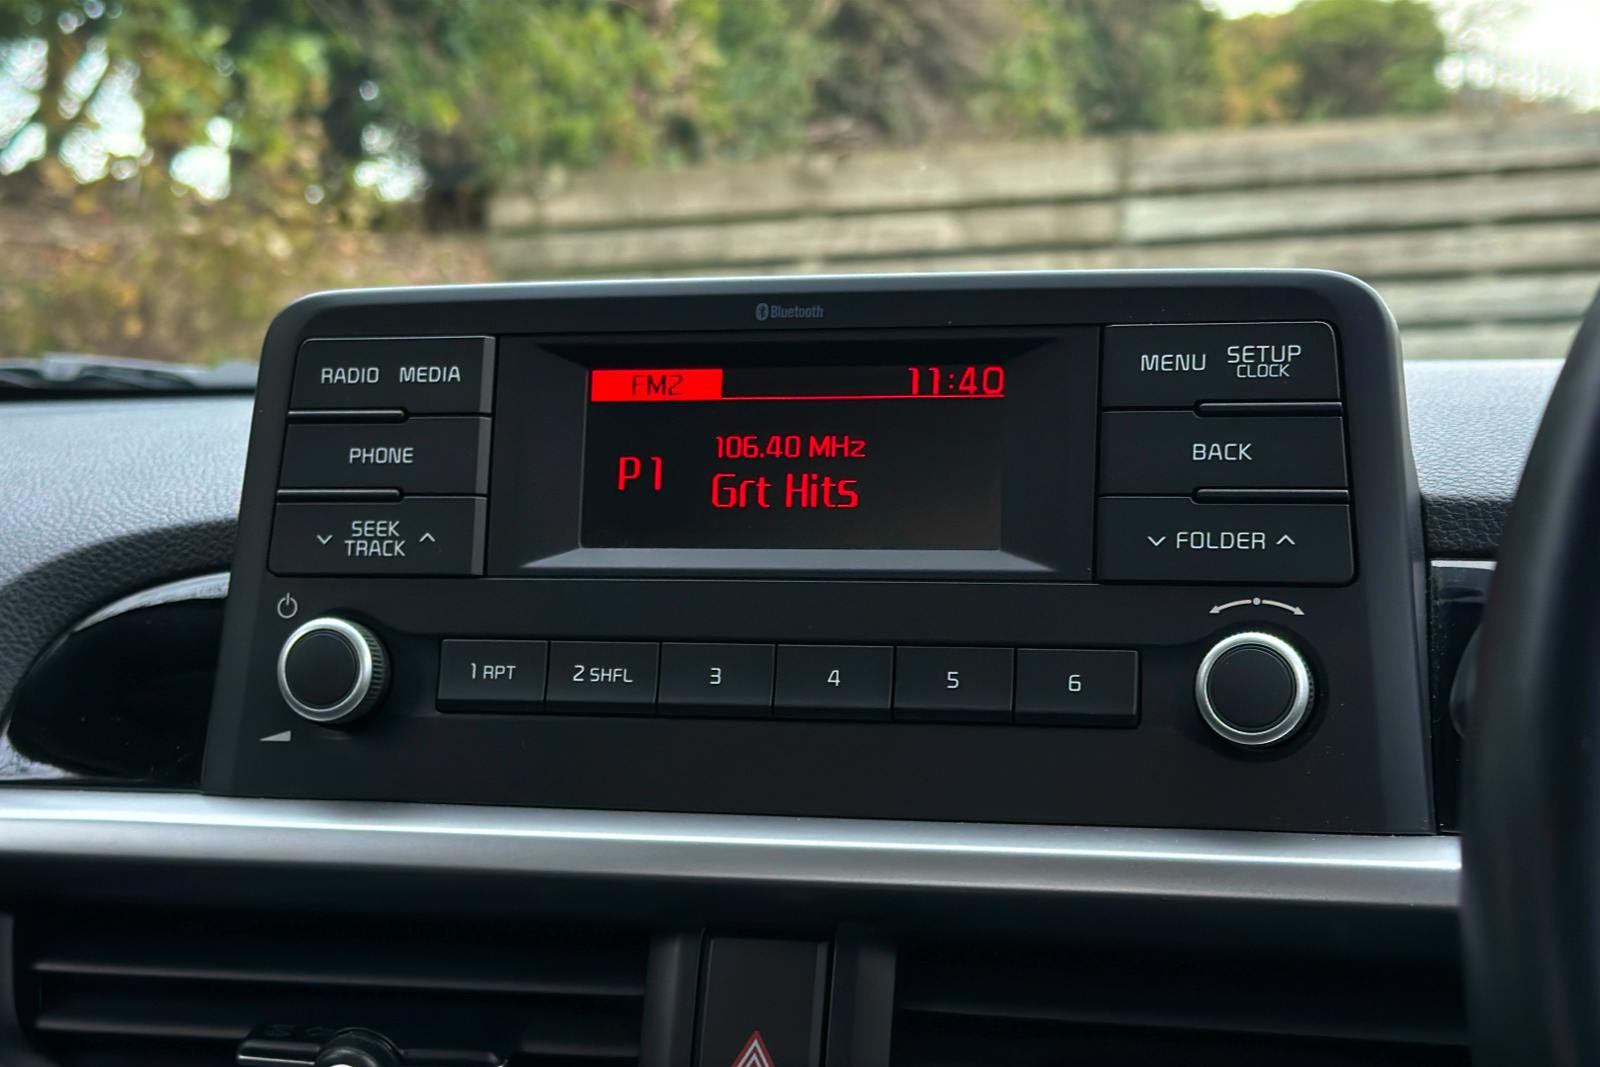 Bluetooth
RADIO MEDIA
PHONE
SEEK
TRACK
FM2 11:40
P1
106.40 MHz
Grt Hits
MENU
SETUP
CLOCK
BACK
FOLDER
1 RPT
2 SHFL
3
4
5
6